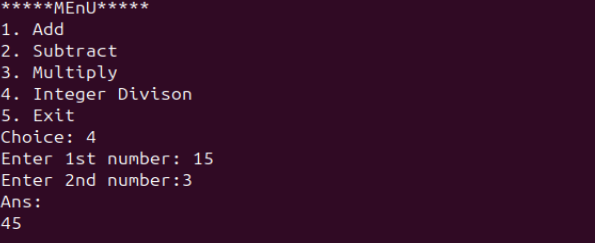 *****MEnU*****
1. Add
2. Subtract
3. Multiply
4. Integer Divison
5. Exit
Choice: 4
Enter 1st number: 15
Enter 2nd number:3
Ans:
45